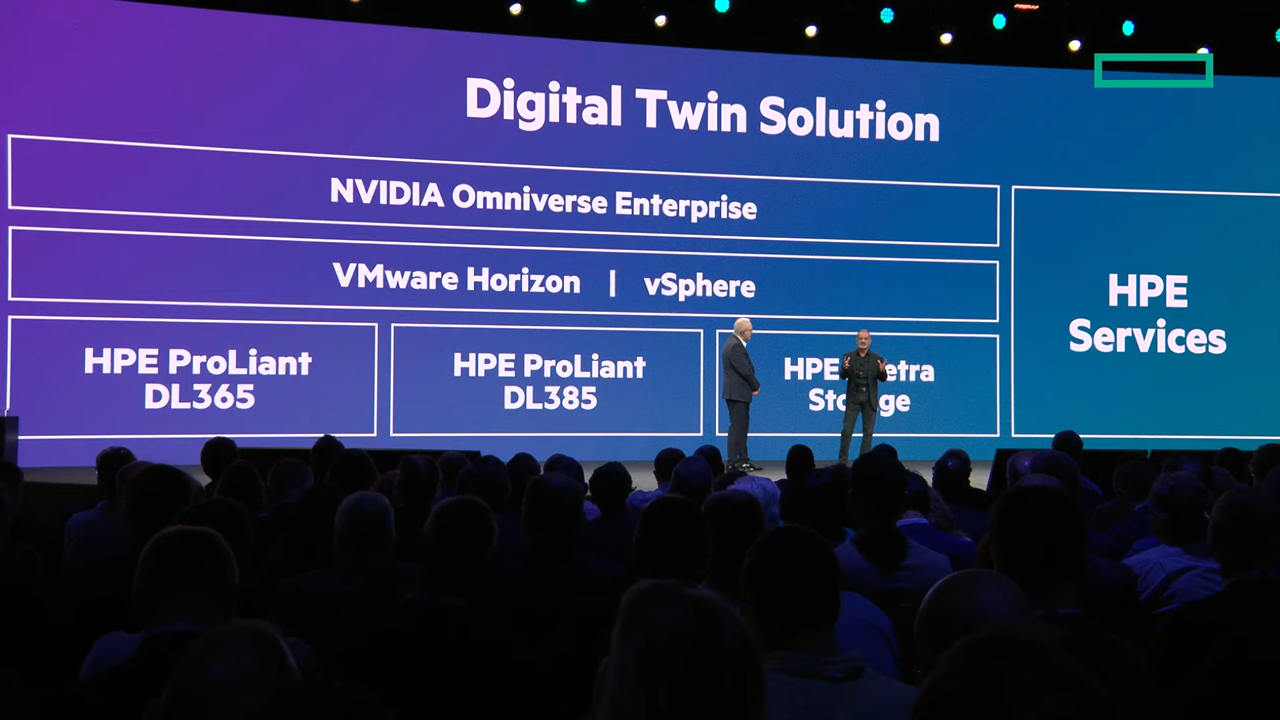 Digital Twin Solution
NVIDIA Omniverse Enterprise
VMware Horizon | vSphere
HPE ProLiant
DL365
HPE ProLiant
DL385
HPE
HPE
Services